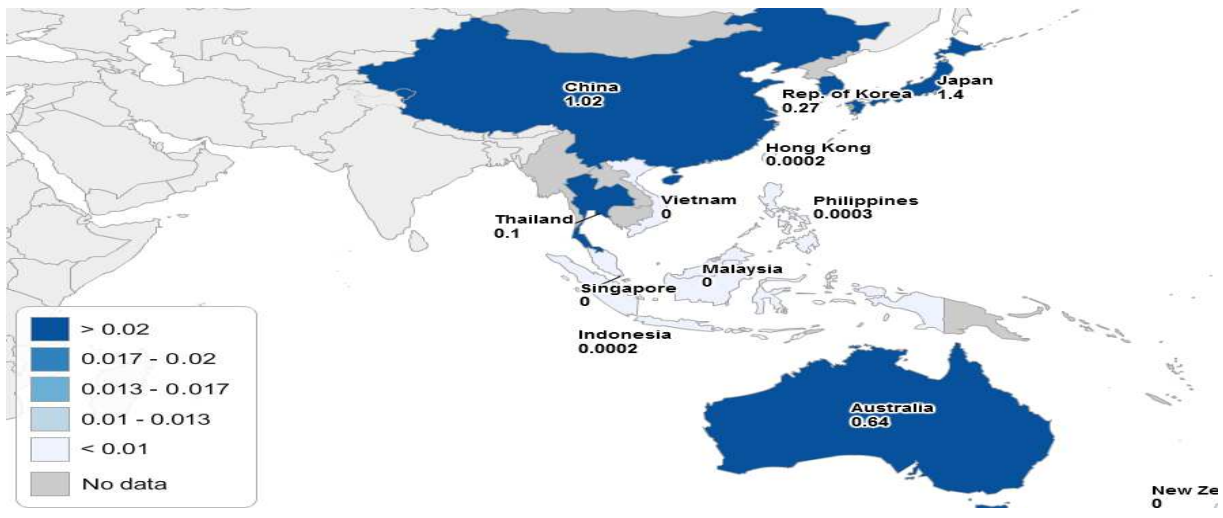 China
1.02
Japan
1.4
Rep. of Korea
0.27
Hong Kong
0.0002
Vietnam
0
Philippines
0.0003
Thailand
0.1
Malaysia
0
Singapore
0
Indonesia
0.0002
Australia
0.64
New Ze
0
> 0.02
0.017 - 0.02
0.013 - 0.017
0.01 - 0.013
< 0.01
No data